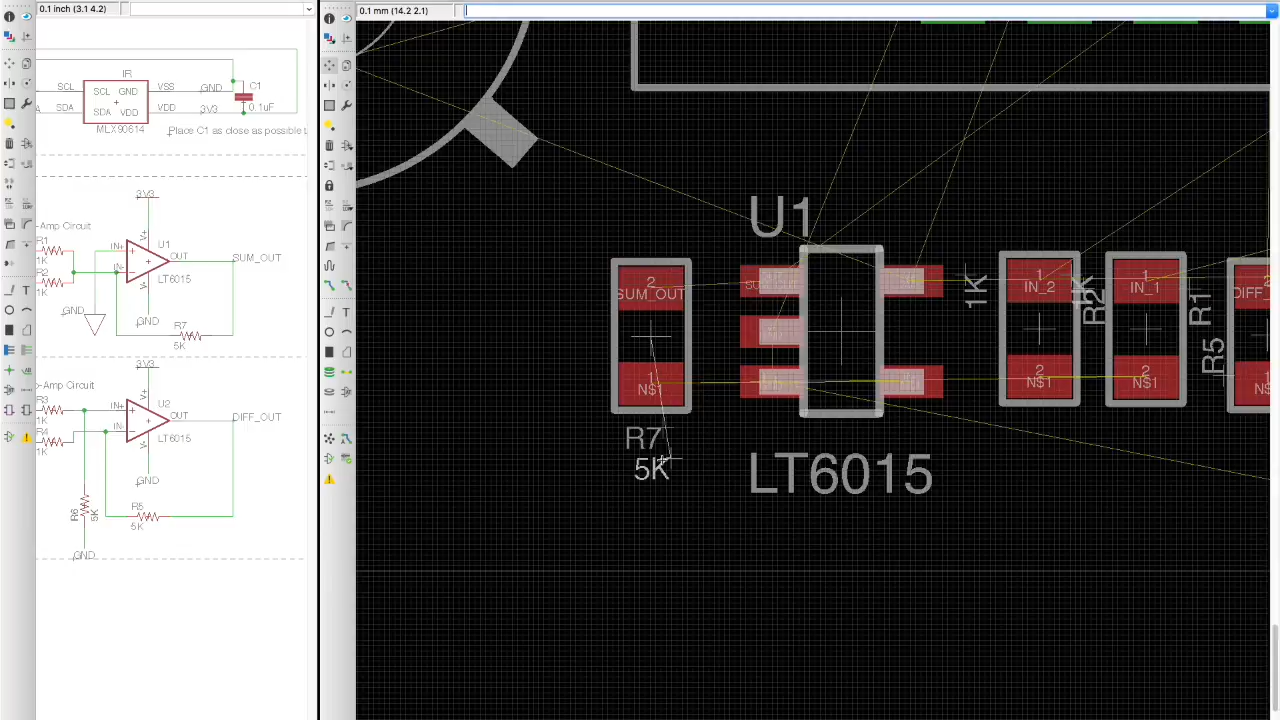 0.1 inch (3.1 4.2)
IR
SCL
SCL
GND
VSS
GND
C1
SDA
SDA
VDD
VDD
3V3
0.1uF
MLX90614
Place C1 as close as possible t
3V3
-Amp Circuit
R1
1K
R2
1K
IN+
IN-
V+
V-
U1
OUT
LT6015
SUM_OUT
GND
GND
R7
5K
3V3
-Amp Circuit
R3
1K
R4
1K
IN+
IN-
V+
V-
U2
OUT
LT6015
DIFF_OUT
GND
R6
5K
R5
5K
GND
0.1 mm (14.2 2.1)
U1
2
SUM_OUT
1
N$1
R7
5K
LT6015
1K
1
IN_2
2
N$1
1K
R2
1
IN_1
2
N$1
R1
R5
DIFF_
N$